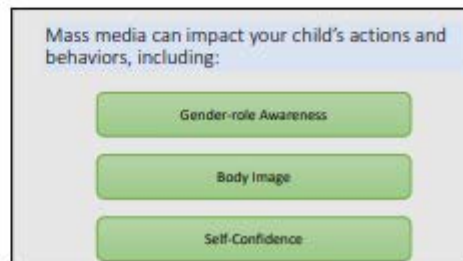 Mass media can impact your child's actions and
behaviors, including:
Gender-role Awareness
Body Image
Self-Confidence